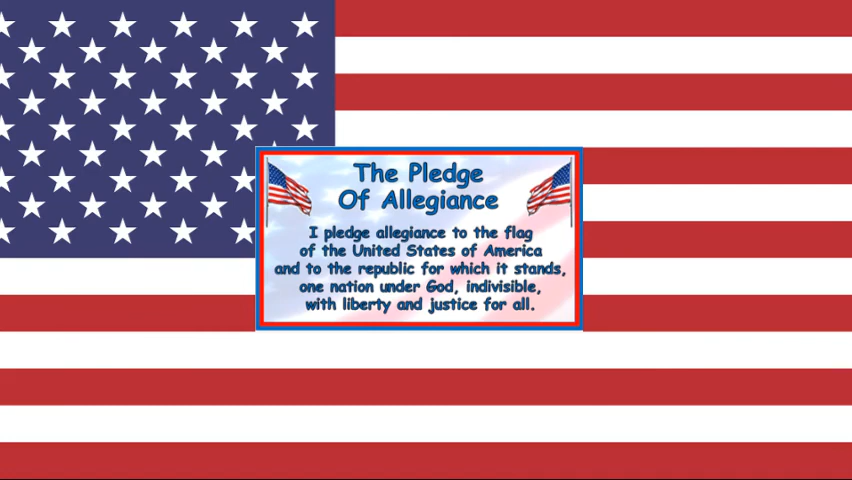 The Pledge
Of Allegiance
I pledge allegiance to the flag
of the United States of America
and to the republic for which it stands,
one nation under God, indivisible,
with liberty and justice for all.